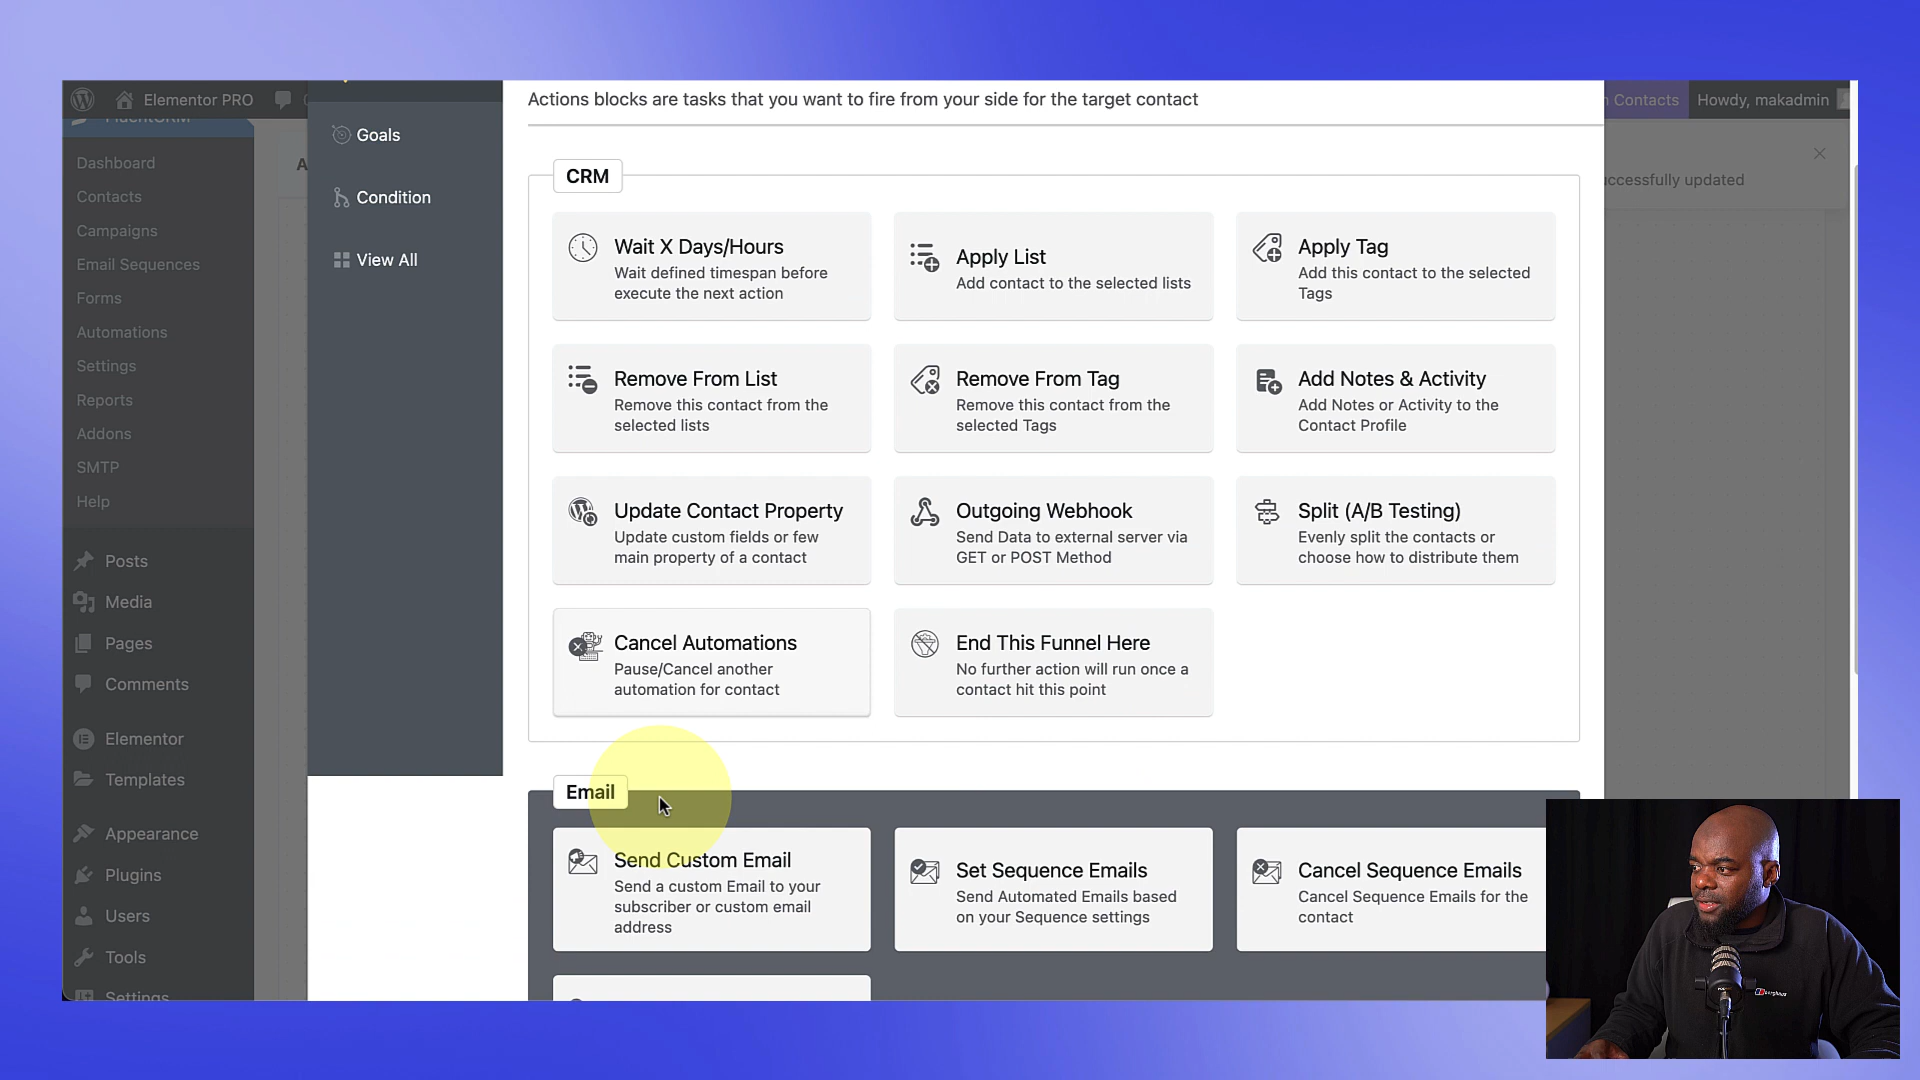 Elementor PRO
Contacts
Howdy, makadmin
FluentCRM
Dashboard
Contacts
Campaigns
Email Sequences
Forms
Automations
Settings
Reports
Addons
SMTP
Help
Posts
Media
Pages
Comments
Elementor
Templates
Appearance
Plugins
Users
Tools
Settings
Goals
Condition
View All
Actions blocks are tasks that you want to fire from your side for the target contact
CRM
Wait X Days/Hours
Wait defined timespan before
execute the next action
Apply List
Add contact to the selected lists
Apply Tag
Add this contact to the selected
Tags
Remove From List
Remove this contact from the
selected lists
Remove From Tag
Remove this contact from the
selected Tags
Add Notes & Activity
Add Notes or Activity to the
Contact Profile
Update Contact Property
Update custom fields or few
main property of a contact
Outgoing Webhook
Send Data to external server via
GET or POST Method
Split (A/B Testing)
Evenly split the contacts or
choose how to distribute them
Cancel Automations
Pause/Cancel another
automation for contact
End This Funnel Here
No further action will run once a
contact hit this point
Email
Send Custom Email
Send a custom Email to your
subscriber or custom email
address
Set Sequence Emails
Send Automated Emails based
on your Sequence settings
Cancel Sequence Emails
Cancel Sequence Emails for the
contact
ccessfully updated
berghaus